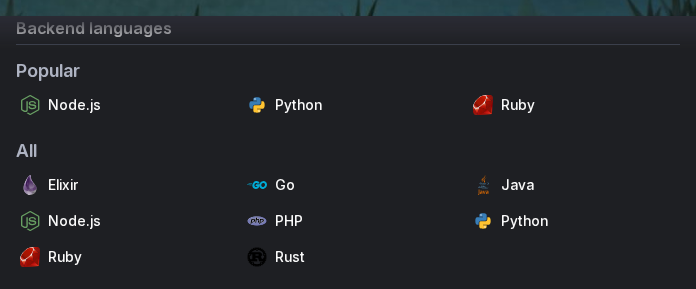 Backend languages
Popular
Node.js Python Ruby
All
Elixir Go Java
Node.js PHP Python
Ruby Rust